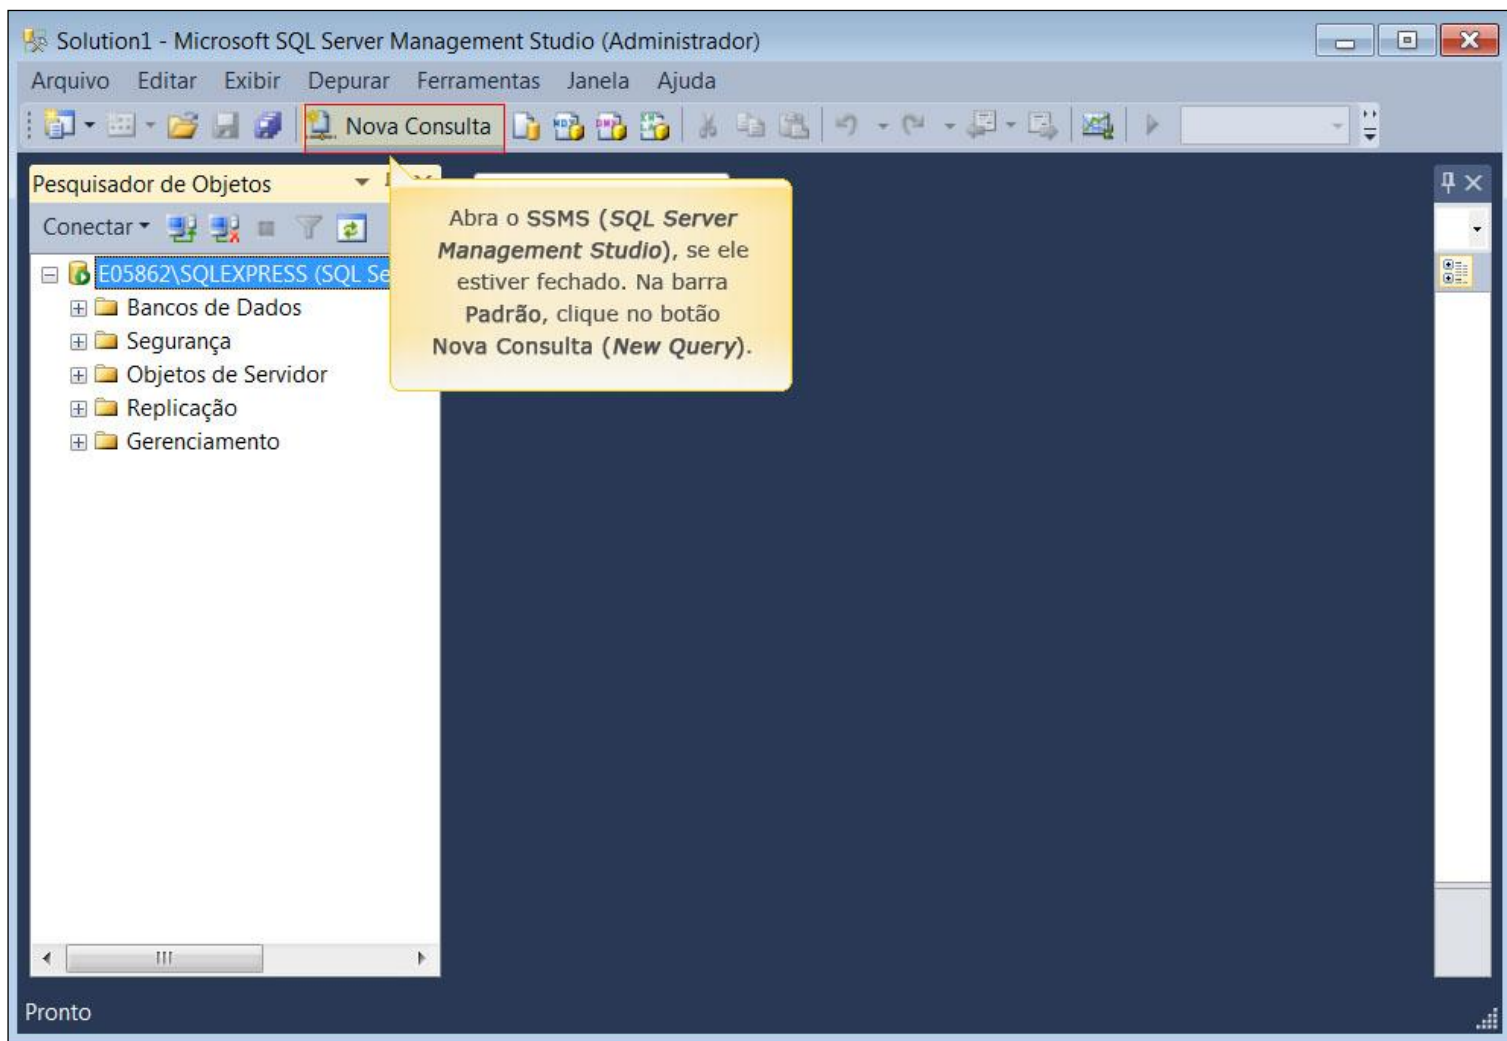 Solution1 - Microsoft SQL Server Management Studio (Administrador)
Arquivo Editar Exibir Depurar Ferramentas Janela Ajuda
Nova Consulta
Pesquisador de Objetos
Conectar
E05862\SQLEXPRESS (SQL Se
Bancos de Dados
Segurança
Objetos de Servidor
Replicação
Gerenciamento
Abra o SSMS (SQL Server
Management Studio), se ele
estiver fechado. Na barra
Padrão, clique no botão
Nova Consulta (New Query).
Pronto